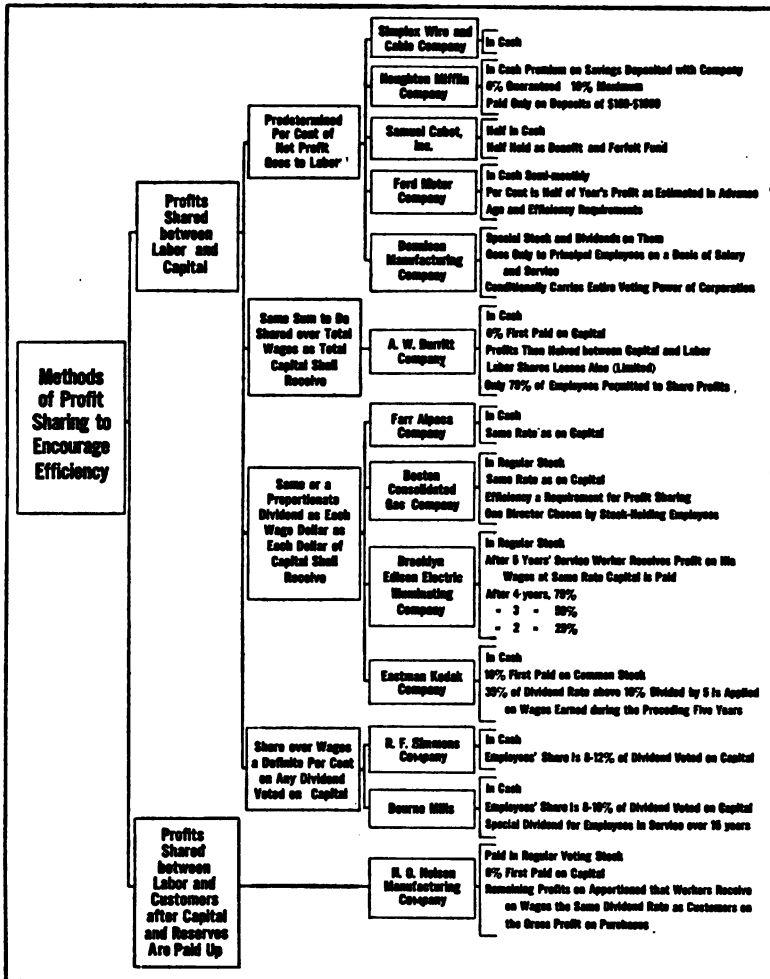 Methods
of Profit
Sharing to
Encourage
Efficiency
Profits
Shared
between
Labor and
Capital
Predetermined
Per Cent of
Net Profit
Goes to Labor
Simplex Wire and
Cable Company
In Cash
Houghton Mifflin
Company
In Cash Premium on Savings Deposited with Company
Guaranteed 10% Maximum
Paid Only on Deposits of $100-$1000
Samuel Cabot,
Inc.
Half in Cash
Half Held as Benefit and Forfeit Fund
Ford Motor
Company
In Cash Semi-monthly
Per Cent is Half of Year's Profit as Estimated in Advance
Age and Efficiency Requirements
Dennison
Manufacturing
Company
Special Stock and Dividends on Them
Goes Only to Principal Employees on a Basis of Salary
and Service
Conditionally Carries Entire Voting Power of Corporation
Same Sum to Be
Shared over Total
Wages as Total
Capital Shall
Receive
A. W. Burritt
Company
In Cash
First Paid on Capital
Profits Then Halved between Capital and Labor
Labor Shares Losses Also (Limited)
Only of Employees Permitted to Share Profits
Same or a
Proportionate
Dividend as Each
Wage Dollar as
Each Dollar of
Capital Shall
Receive
Farr Alpaca
Company
In Cash
Same Rate as on Capital
Boston
Consolidated
Gas Company
In Regular Stock
Same Rate as on Capital
Efficiency a Requirement for Profit Sharing
One Director Chosen by Stock-Holding Employees
Brooklyn
Edison Electric
Illuminating
Company
In Regular Stock
After 5 Years' Service Worker Receives Profit on His
Wages at Same Rate Capital is Paid
After 4 years, 75%
" 3 " 50%
" 2 " 25%
Eastman Kodak
Company
In Cash
10% First Paid on Common Stock
35% of Dividend Rate above 10% Divided by 5 is Applied
on Wages Earned during the Preceding Five Years
Share over Wages
a Definite Per Cent
on Any Dividend
Voted on Capital
R. F. Simmons
Company
In Cash
Employees' Share is 8-12% of Dividend Voted on Capital
Bourne Mills
In Cash
Employees' Share is of Dividend Voted on Capital
Special Dividend for Employees in Service over 15 years
Profits
Shared
between
Labor and
Customers
after Capital
and Reserves
Are Paid Up
N. O. Nelson
Manufacturing
Company
Paid in Regular Voting Stock
First Paid on Capital
Remaining Profits so Apportioned that Workers Receive
on Wages the Same Dividend Rate as Customers on
the Gross Profit on Purchases